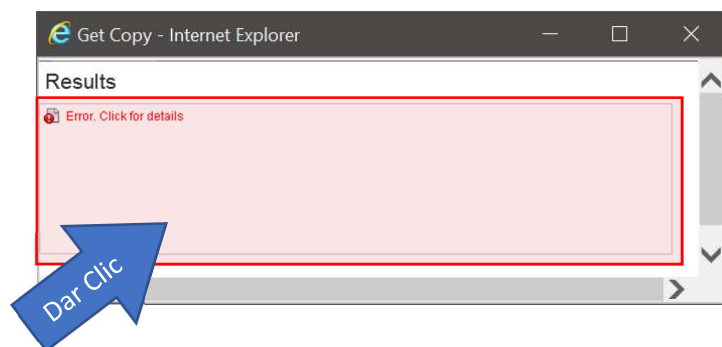 Get Copy - Internet Explorer
Results
Error. Click for details
Dar Clic